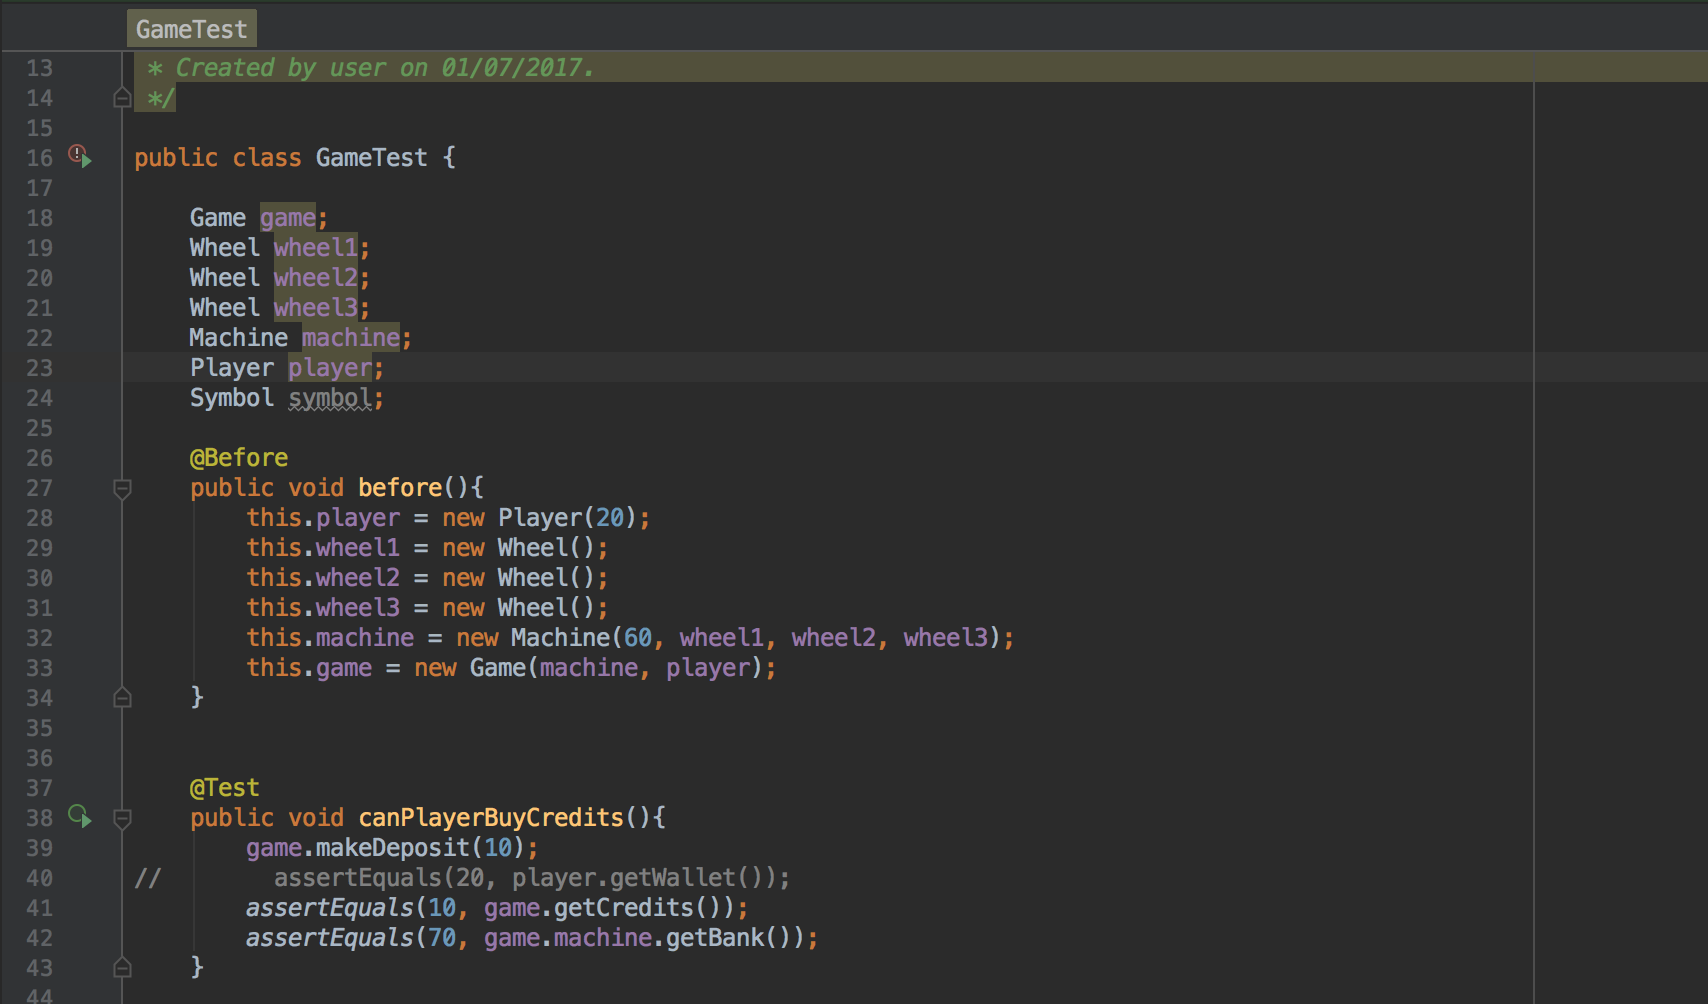 GameTest
13 * Created by user on 01/07/2017.
14 */
15
16 public class GameTest {
17
18 Game game;
19 Wheel wheel1;
20 Wheel wheel2;
21 Wheel wheel3;
22 Machine machine;
23 Player player;
24 Symbol symbol;
25
26 @Before
27 public void before(){
28 this.player = new Player(20);
29 this.wheel1 = new Wheel();
30 this.wheel2 = new Wheel();
31 this.wheel3 = new Wheel();
32 this.machine = new Machine(60, wheel1, wheel2, wheel3);
33 this.game = new Game(machine, player);
34 }
35
36
37 @Test
38 public void canPlayerBuyCredits(){
39 game.makeDeposit(10);
40 // assertEquals(20, player.getWallet());
41 assertEquals(10, game.getCredits());
42 assertEquals(70, game.machine.getBank());
43 }
44